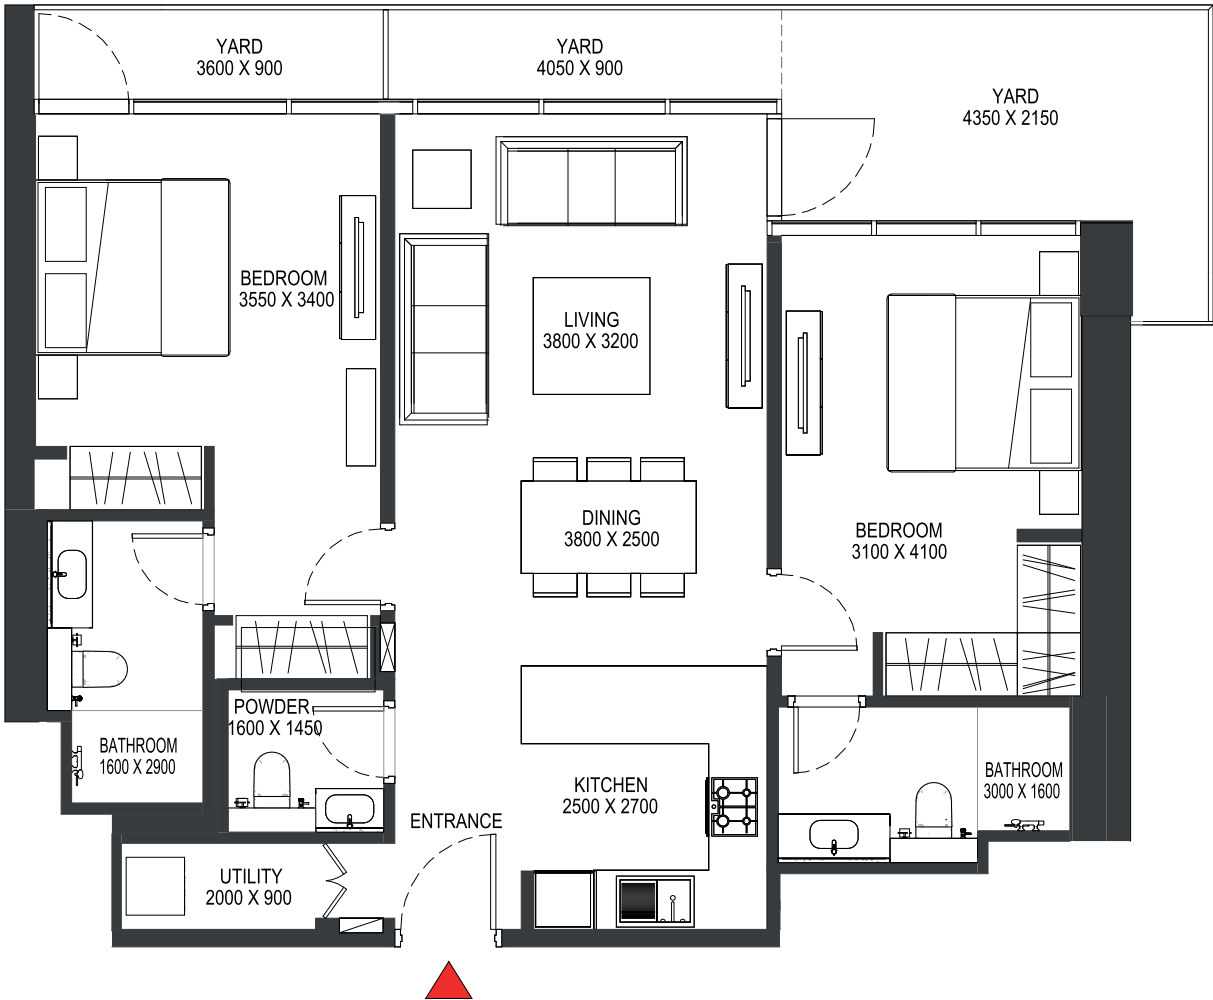 YARD
3600 X 900
YARD
4050 X 900
YARD
4350 X 2150
BEDROOM
3550 X 3400
LIVING
3800 X 3200
DINING
3800 X 2500
BEDROOM
3100 X 4100
POWDER
1600 X 1450
BATHROOM
1600 X 2900
KITCHEN
2500 X 2700
BATHROOM
3000 X 1600
ENTRANCE
UTILITY
2000 X 900